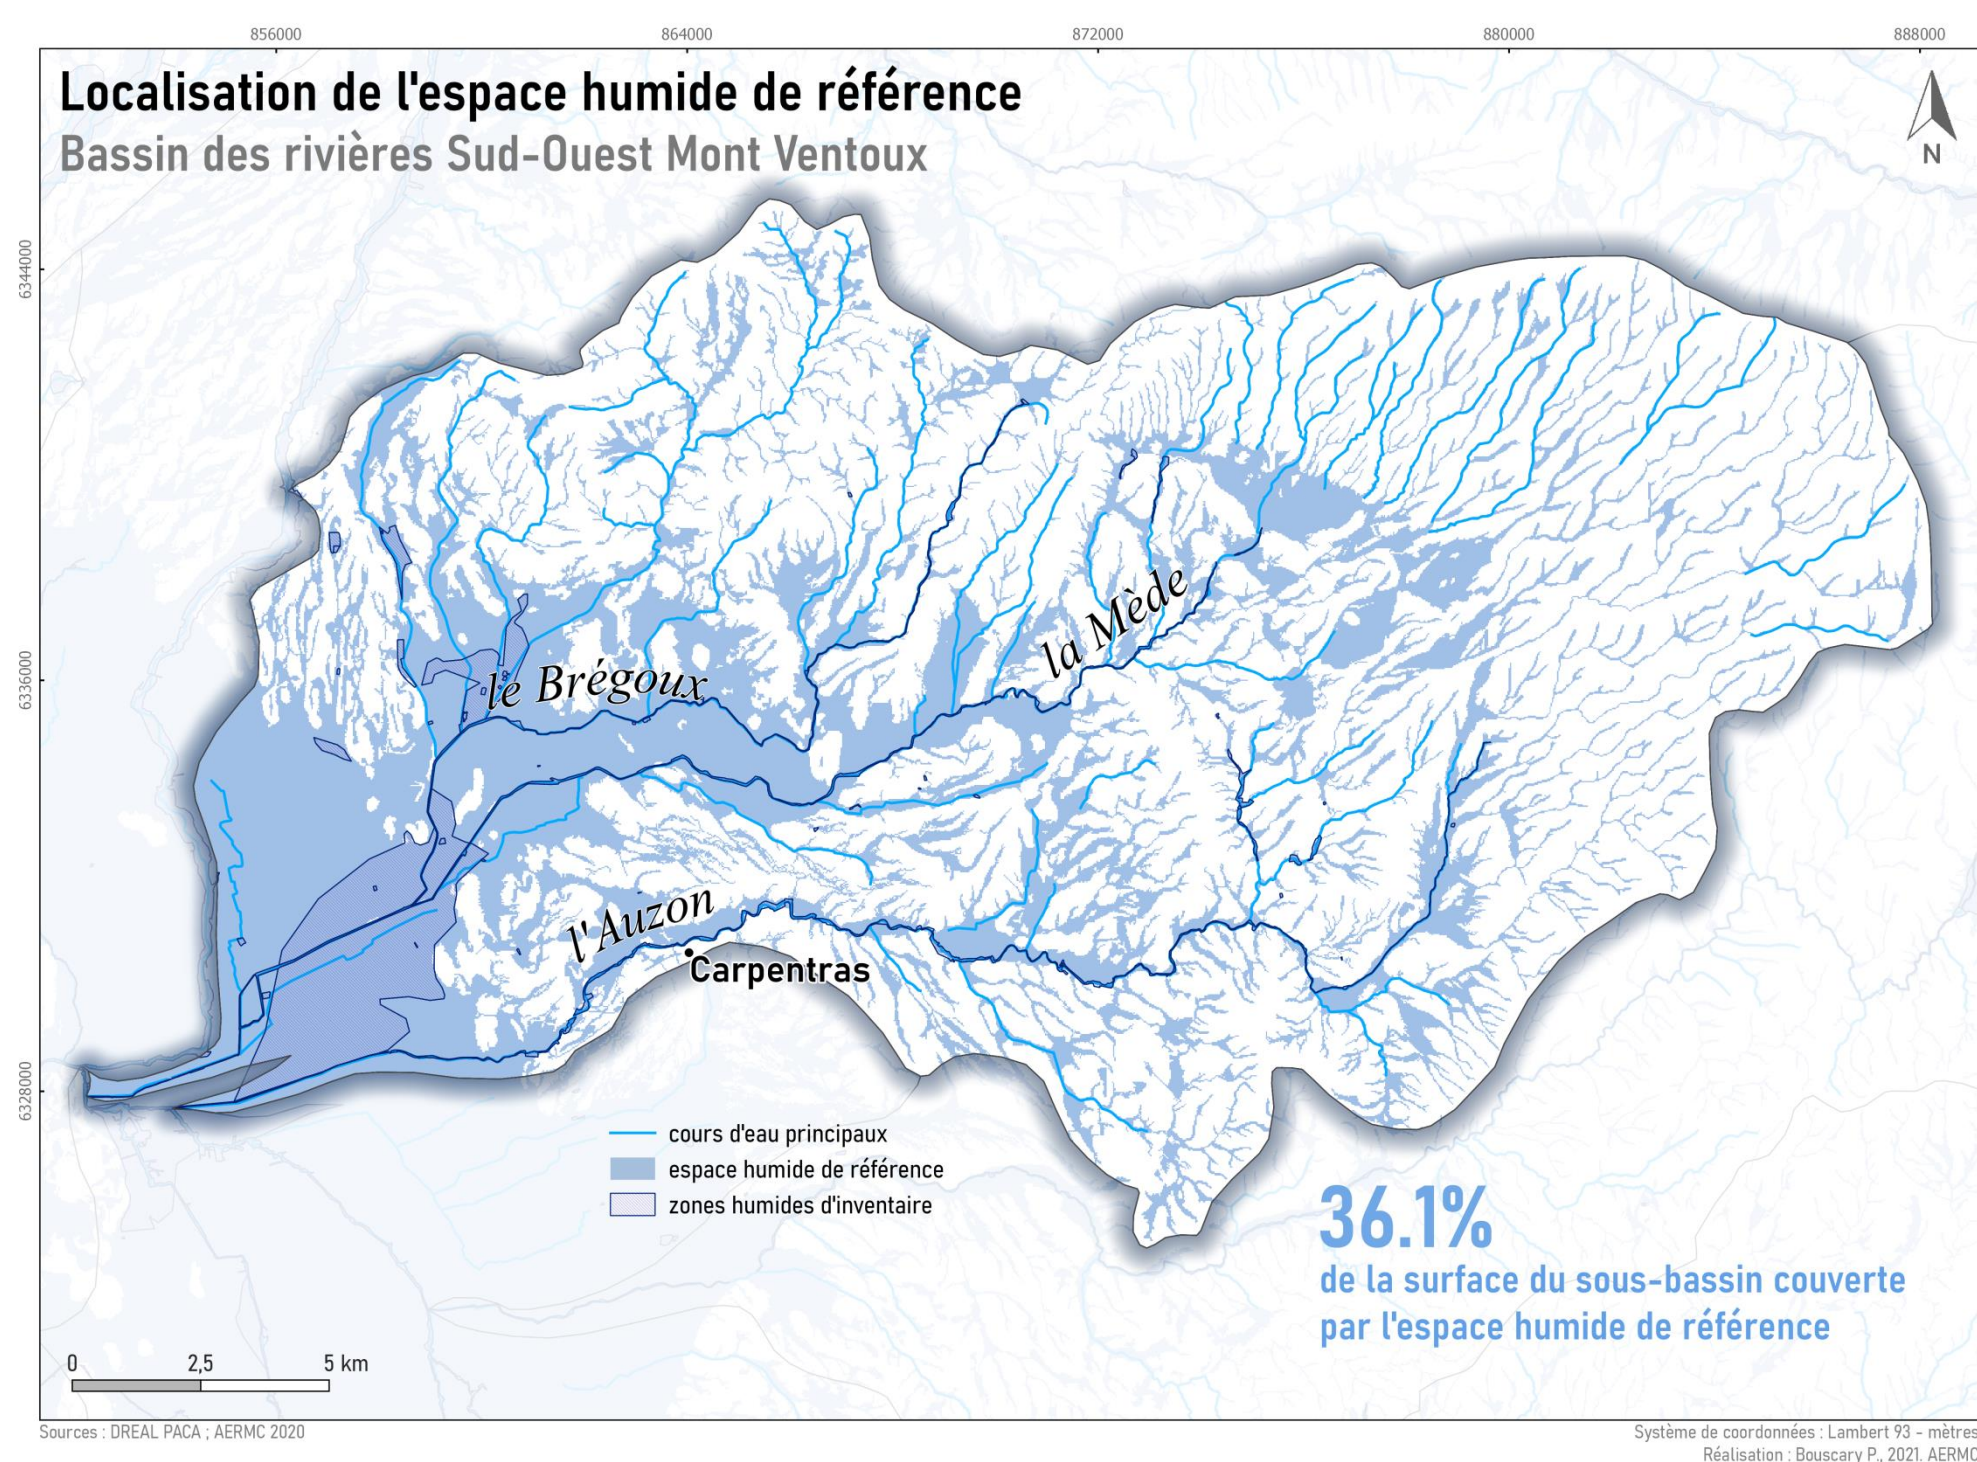 856000
864000
872000
880000
888000
Localisation de l'espace humide de référence
Bassin des rivières Sud-Ouest Mont Ventoux
N
6344000
6336000
6328000
la Mède
le Brégoux
l'Auzon
Carpentras
cours d'eau principaux
espace humide de référence
zones humides d'inventaire
36.1%
de la surface du sous-bassin couverte
par l'espace humide de référence
0 2,5 5 km
Sources : DREAL PACA ; AERMC 2020
Système de coordonnées : Lambert 93 - mètres
Réalisation : Bouscary P., 2021. AERMC